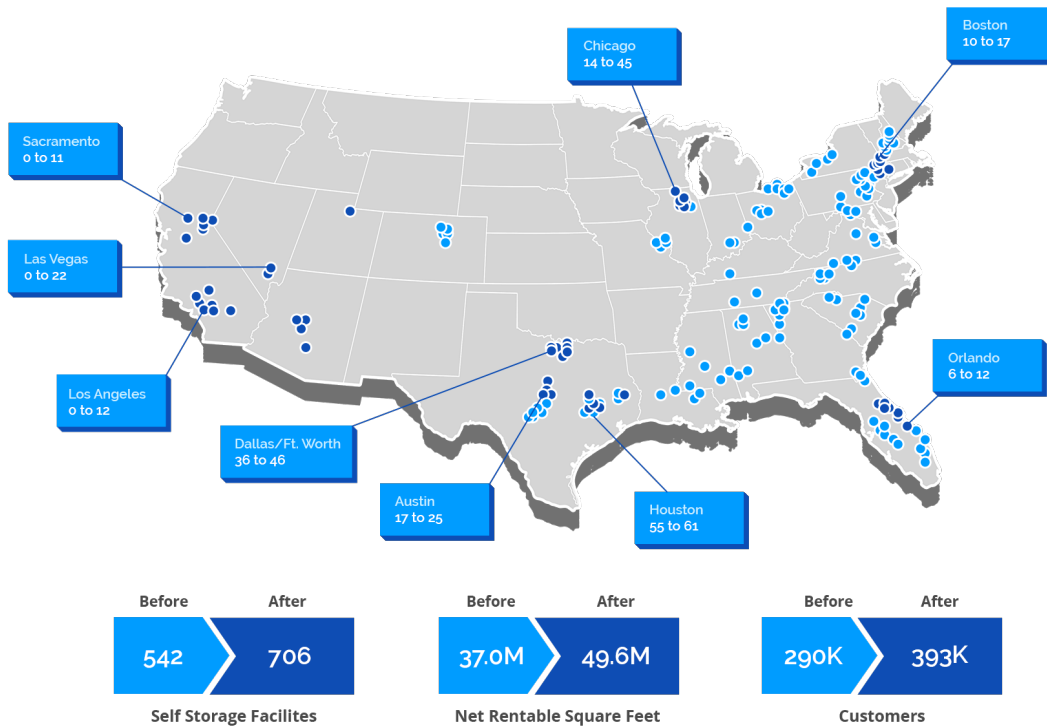 Boston
10 to 17
Chicago
14 to 45
Sacramento
0 to 11
Las Vegas
0 to 22
Los Angeles
0 to 12
Orlando
6 to 12
Dallas/Ft. Worth
36 to 46
Austin
17 to 25
Houston
55 to 61
Before After
542 706
Self Storage Facilites
Before After
37.0M 49.6M
Net Rentable Square Feet
Before After
290K 393K
Customers